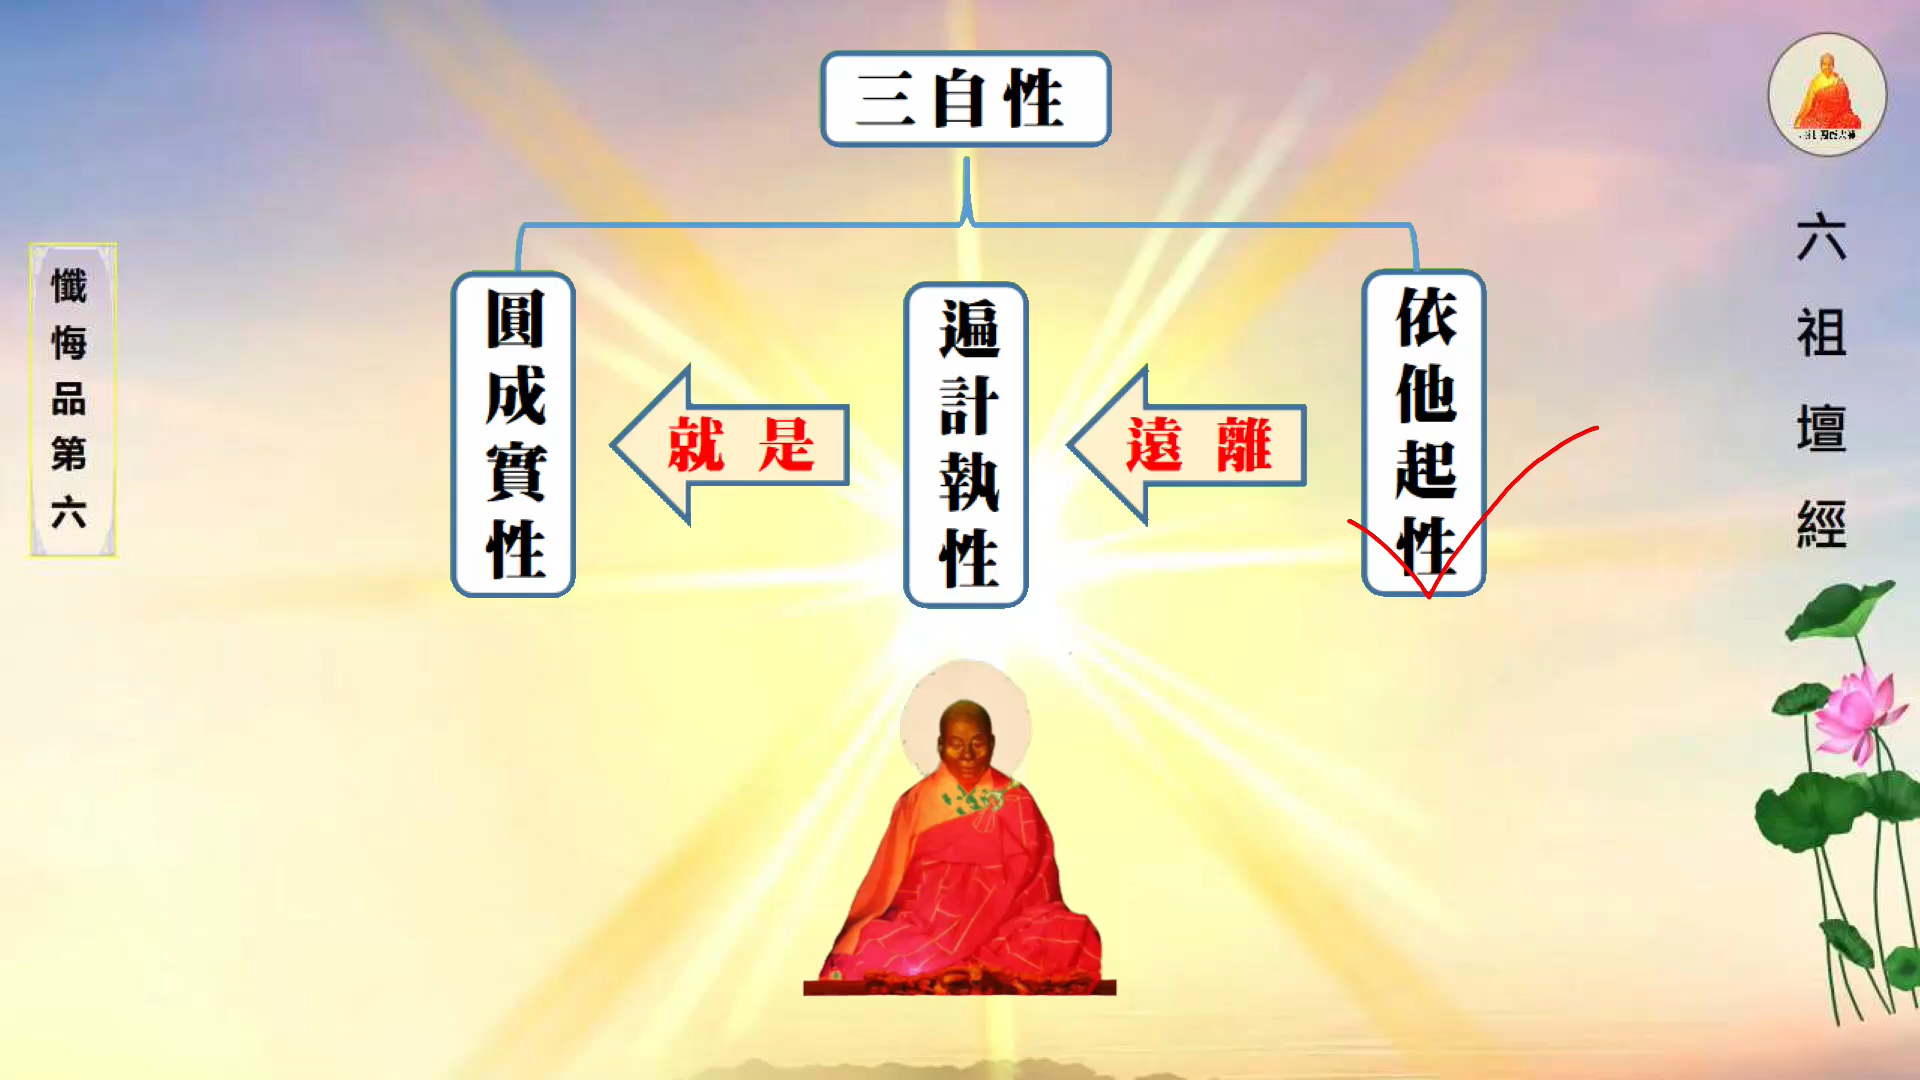 三自性
依他起性
遠離
遍計執性
就是
圓成實性
六祖壇經
懺悔品第六